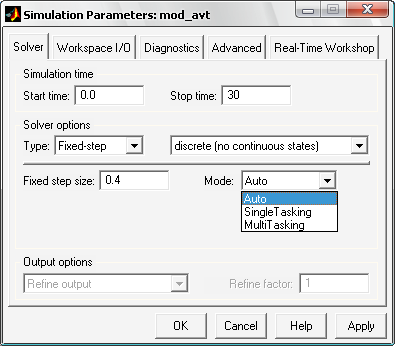 Simulation Parameters: mod_avt
Solver Workspace I/O Diagnostics Advanced Real-Time Workshop
Simulation time
Start time: 0.0 Stop time: 30
Solver options
Type: Fixed-step discrete (no continuous states)
Fixed step size: 0.4 Mode: Auto
Auto
SingleTasking
MultiTasking
Output options
Refine output Refine factor: 1
OK Cancel Help Apply